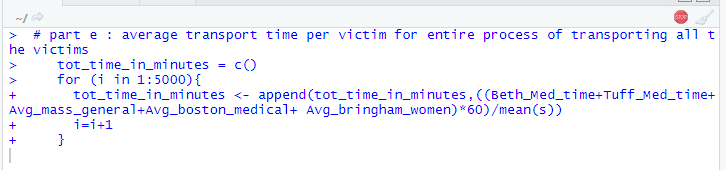 ~/
STOP
>  # part e : average transport time per victim for entire process of transporting all t
he victims
>     tot_time_in_minutes = c()
>     for (i in 1:5000){
+       tot_time_in_minutes <- append(tot_time_in_minutes,((Beth_Med_time+Tuff_Med_time+
Avg_mass_general+Avg_boston_medical+ Avg_bringham_women)*60)/mean(s))
+       i=i+1
+     }